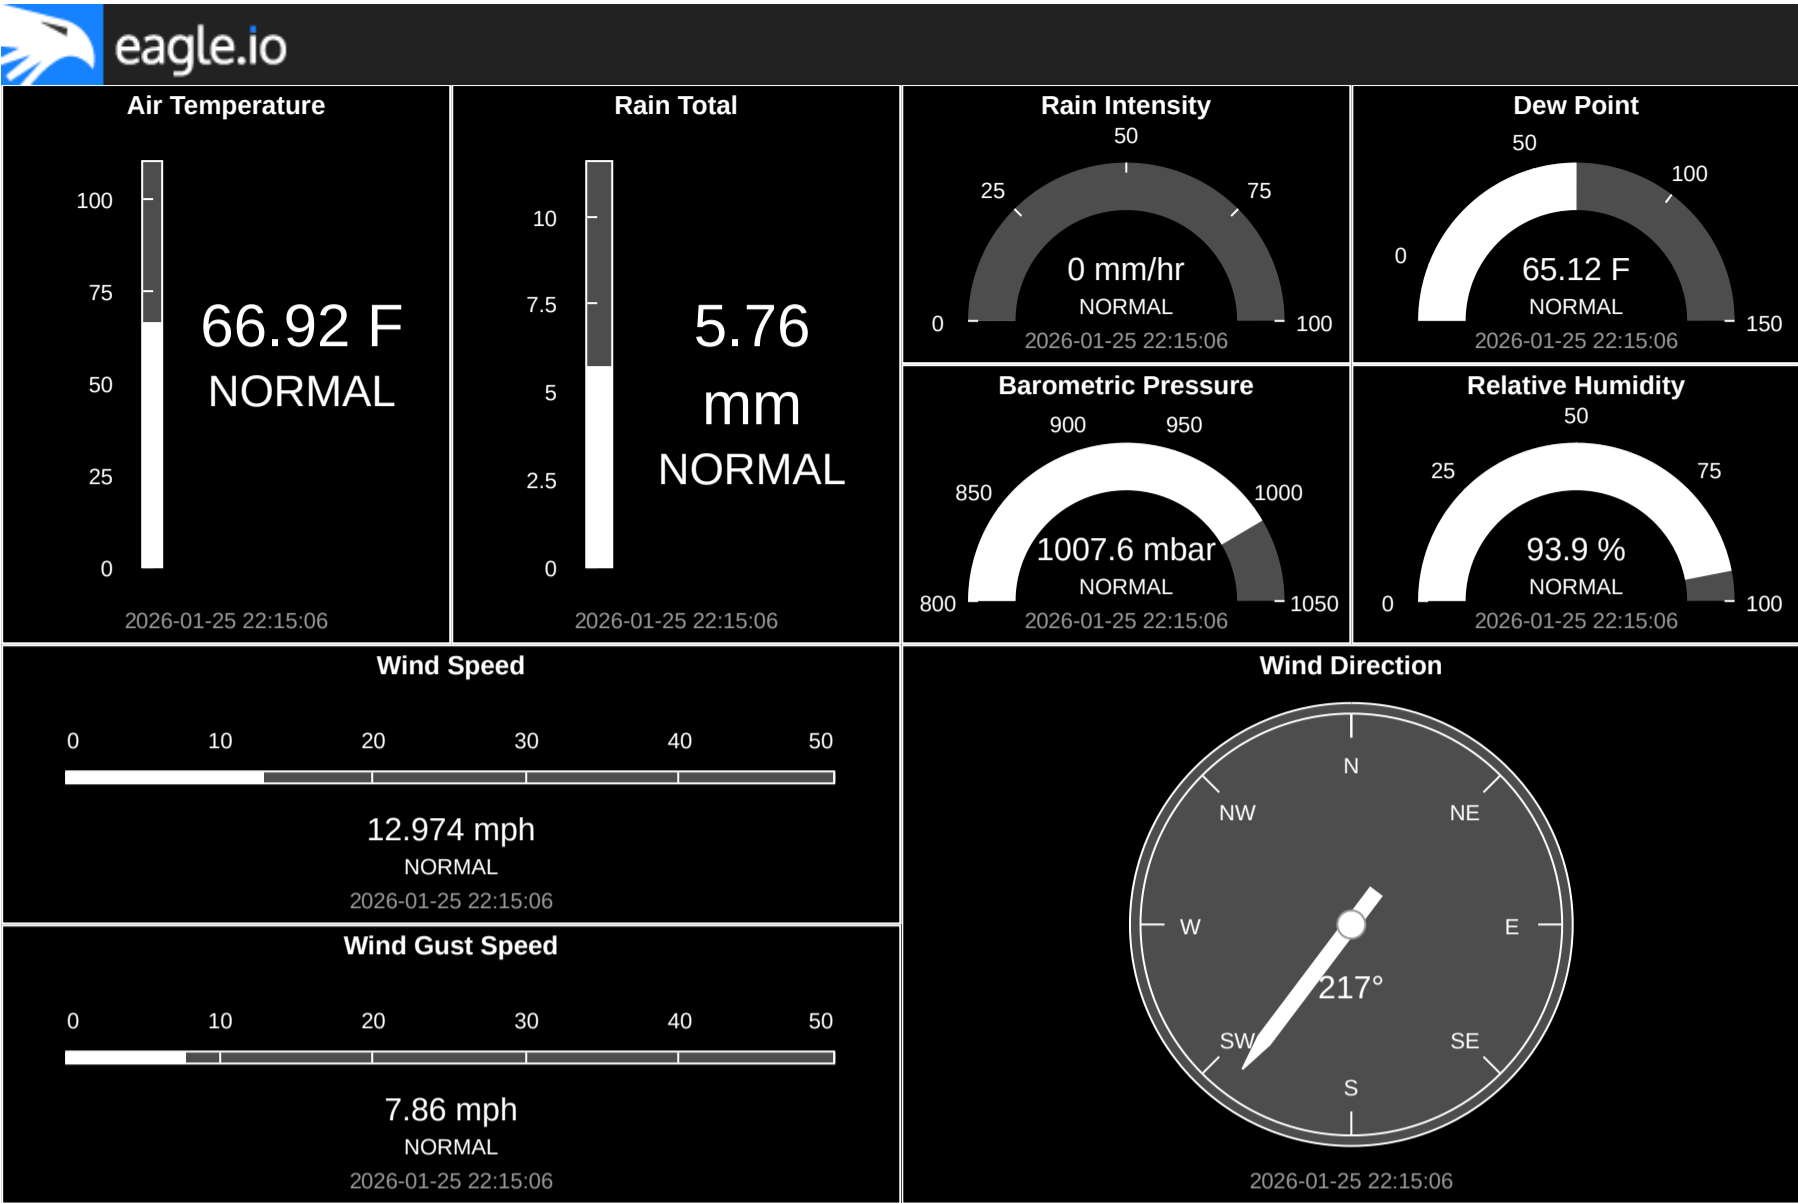 eagle.io
Air Temperature
100
75
50
25
0
66.92 F
NORMAL
2026-01-25 22:15:06
Rain Total
10
7.5
5
2.5
0
5.76
mm
NORMAL
2026-01-25 22:15:06
Rain Intensity
50
25 75
0 100
0 mm/hr
NORMAL
2026-01-25 22:15:06
Dew Point
50
100
0
150
65.12 F
NORMAL
2026-01-25 22:15:06
Barometric Pressure
900 950
850 1000
800 1050
1007.6 mbar
NORMAL
2026-01-25 22:15:06
Relative Humidity
50
25 75
0 100
93.9 %
NORMAL
2026-01-25 22:15:06
Wind Speed
0 10 20 30 40 50
12.974 mph
NORMAL
2026-01-25 22:15:06
Wind Gust Speed
0 10 20 30 40 50
7.86 mph
NORMAL
2026-01-25 22:15:06
Wind Direction
N
NW NE
W E
217°
SW SE
S
2026-01-25 22:15:06